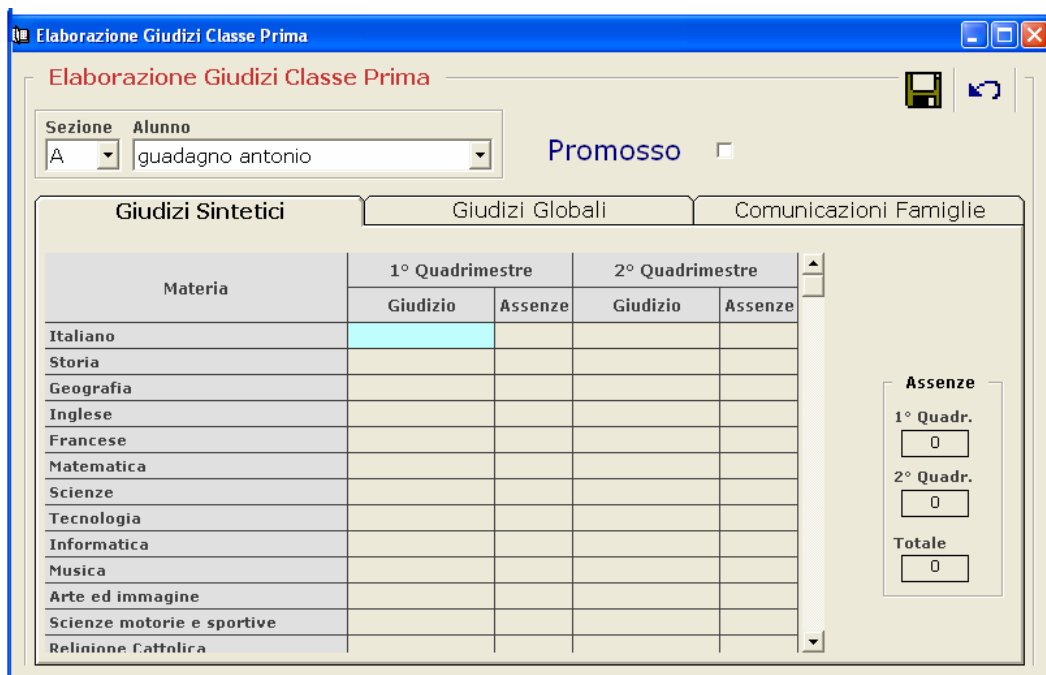 Elaborazione Giudizi Classe Prima
Elaborazione Giudizi Classe Prima
Sezione Alunno
A guadagno antonio
Promosso
Giudizi Sintetici Giudizi Globali Comunicazioni Famiglie
Materia 1° Quadrimestre 2° Quadrimestre
Giudizio Assenze Giudizio Assenze
Italiano
Storia
Geografia
Inglese
Francese
Matematica
Scienze
Tecnologia
Informatica
Musica
Arte ed immagine
Scienze motorie e sportive
Religione Cattolica
Assenze
1° Quadr.
0
2° Quadr.
0
Totale
0